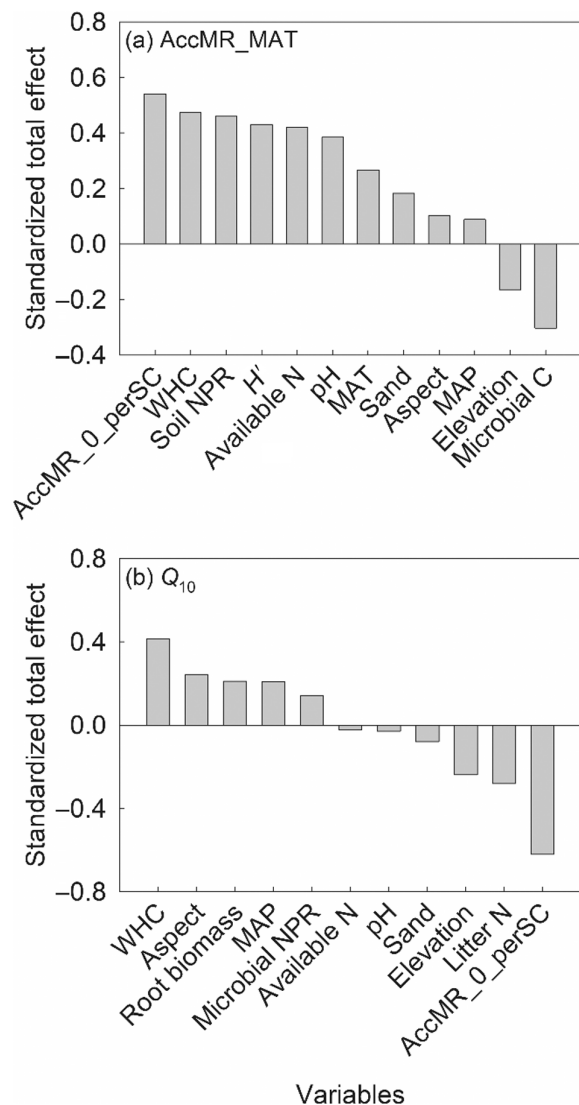 (a) AccMR_MAT
Standardized total effect
0.8
0.6
0.4
0.2
0.0
−0.2
−0.4
AccMR_0_perSC
WHC
Soil NPR
H′
Available N
pH
MAT
Sand
Aspect
MAP
Elevation
Microbial C
(b) Q10
Standardized total effect
0.8
0.4
0.0
−0.4
−0.8
WHC
Aspect
Root biomass
MAP
Microbial NPR
Available N
pH
Sand
Elevation
Litter N
AccMR_0_perSC
Variables